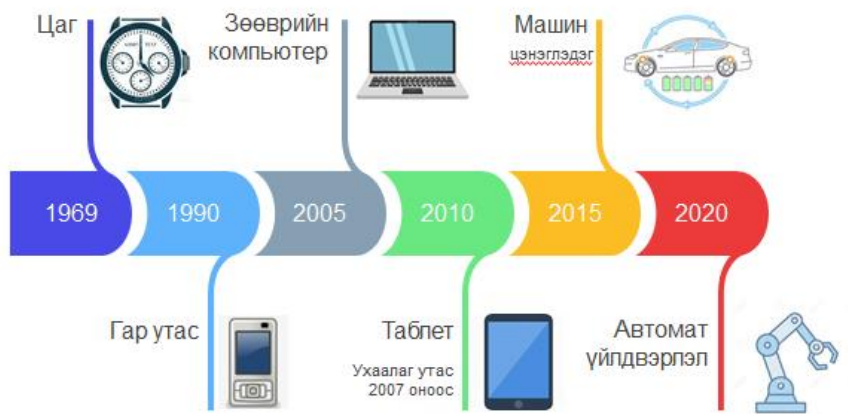 Цаг
Зөөврийн
компьютер
Машин
цэнэглэдэг
1969
1990
2005
2010
2015
2020
Гар утас
Таблет
Ухаалаг утас
2007 оноос
Автомат
үйлдвэрлэл